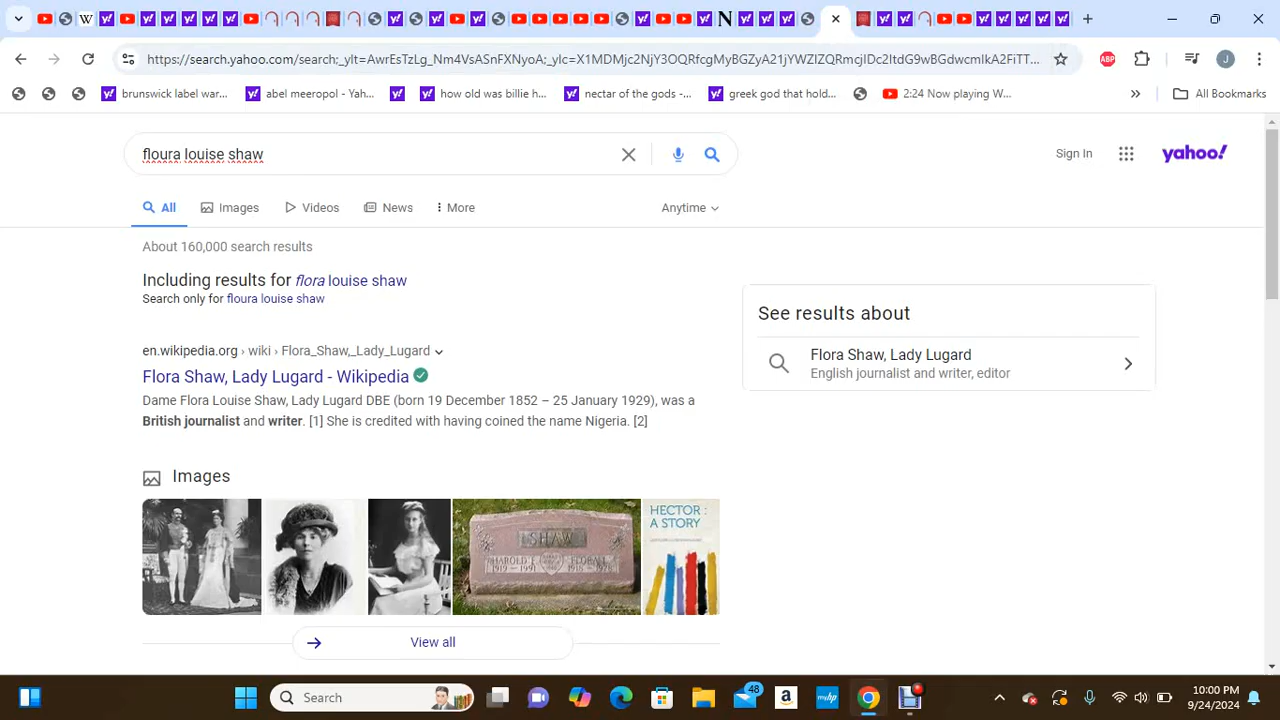 https://search.yahoo.com/search;_ylt=AwrEsTzLg_Nm4VsASnFXNyoA;_ylc=X1MDMjc2NjY3OQRfcgMyBGZyA21jYWZlZQRmcjIDc2ItdG9wBGdwcmlkA2FiTT...
ABP
J
brunswick label war...
abel meeropol - Yah...
how old was billie h...
nectar of the gods -...
greek god that hold...
2:24 Now playing W...
All Bookmarks
floura louise shaw
Sign In
yahoo!
All
Images
Videos
News
More
Anytime
About 160,000 search results
Including results for flora louise shaw
Search only for floura louise shaw
en.wikipedia.org › wiki › Flora_Shaw,_Lady_Lugard
Flora Shaw, Lady Lugard - Wikipedia
Dame Flora Louise Shaw, Lady Lugard DBE (born 19 December 1852 – 25 January 1929), was a
British journalist and writer. [1] She is credited with having coined the name Nigeria. [2]
See results about
Flora Shaw, Lady Lugard
English journalist and writer, editor
Images
SHAW
HAROLD F.
1919 - 1991
HECTOR :
A STORY
View all
Search
48
a
myhp
10:00 PM
9/24/2024